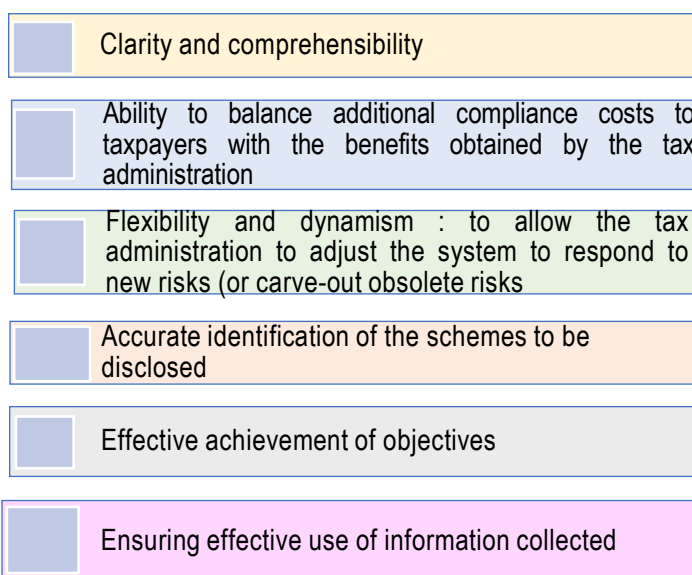 Clarity and comprehensibility
Ability to balance additional compliance costs to
taxpayers with the benefits obtained by the tax
administration
Flexibility and dynamism : to allow the tax
administration to adjust the system to respond to
new risks (or carve-out obsolete risks
Accurate identification of the schemes to be
disclosed
Effective achievement of objectives
Ensuring effective use of information collected